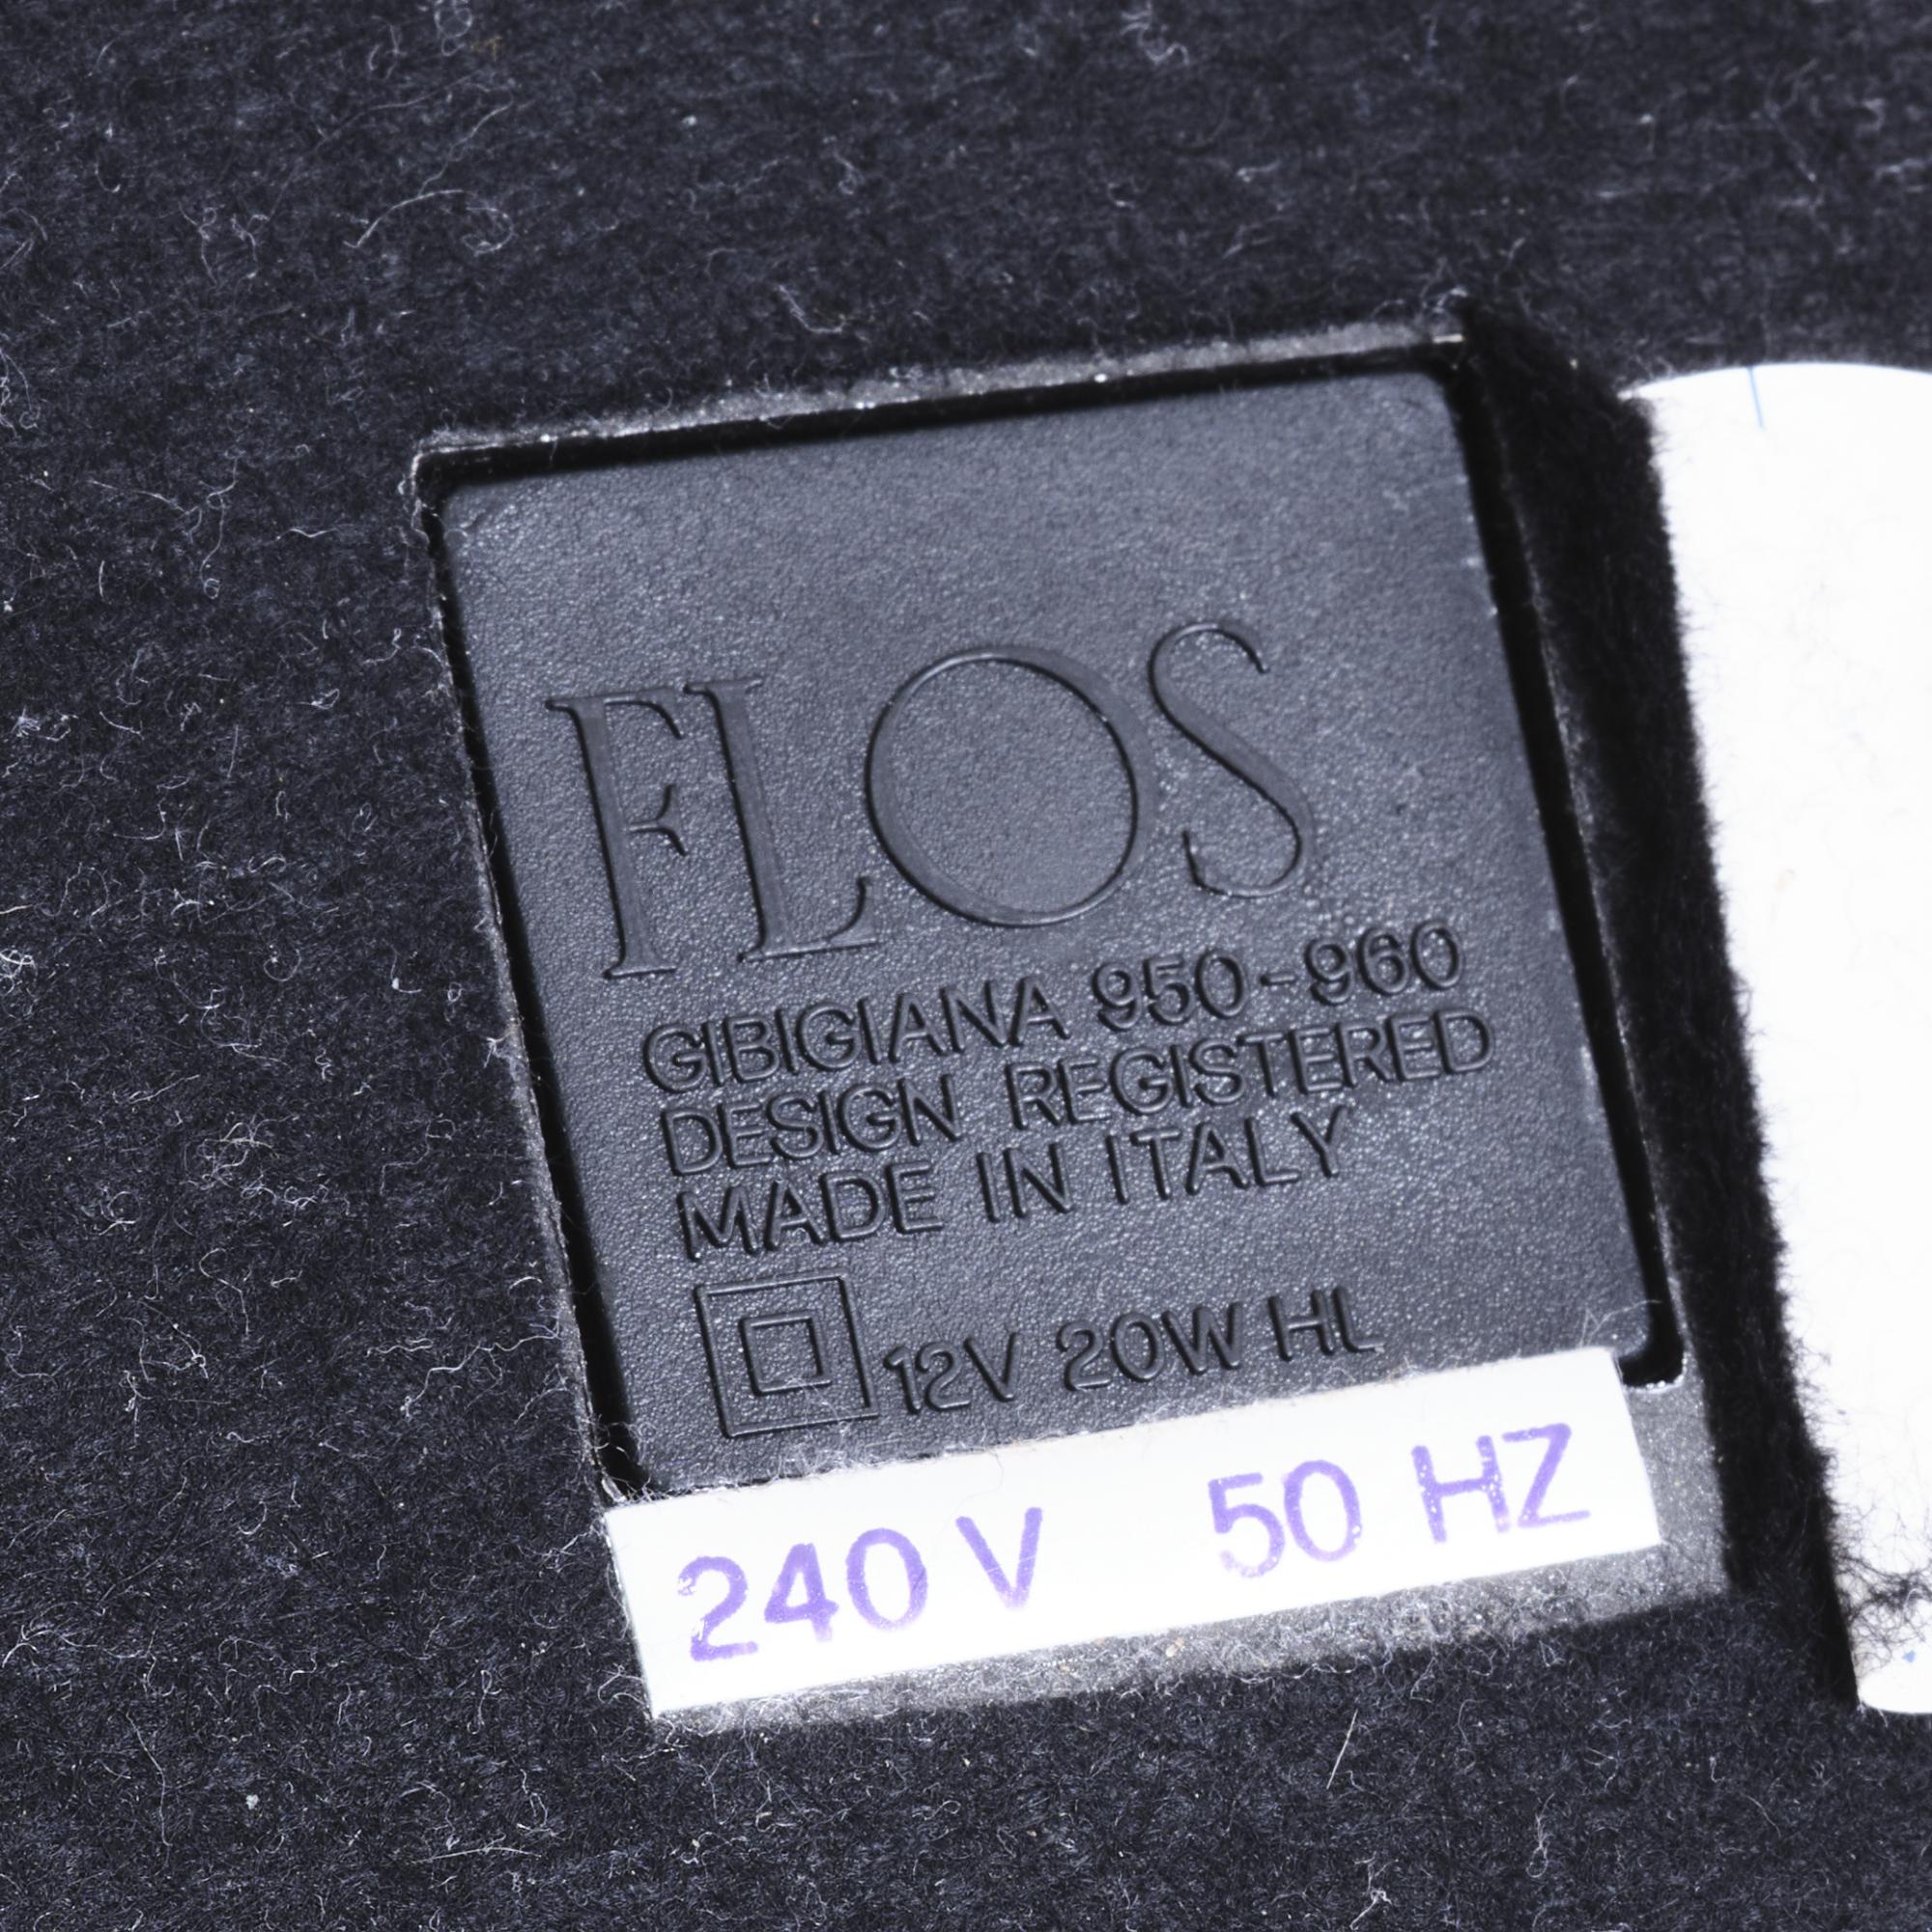 FLOS
GIBIGIANA 950-960
DESIGN REGISTERED
MADE IN ITALY
12V 20W HL
240 V 50 HZ